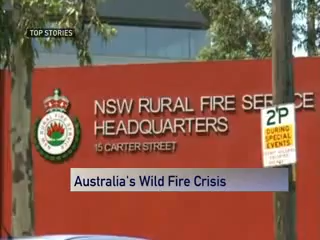 TOP STORIES
NSW RURAL FIRE SERVICE
HEADQUARTERS
15 CARTER STREET
2P
DURING
SPECIAL
EVENTS
Australia's Wild Fire Crisis